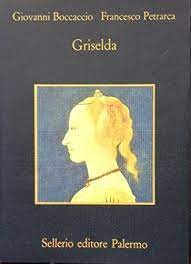 Giovanni Boccaccio Francesco Petrarca
Griselda
Sellerio editore Palermo